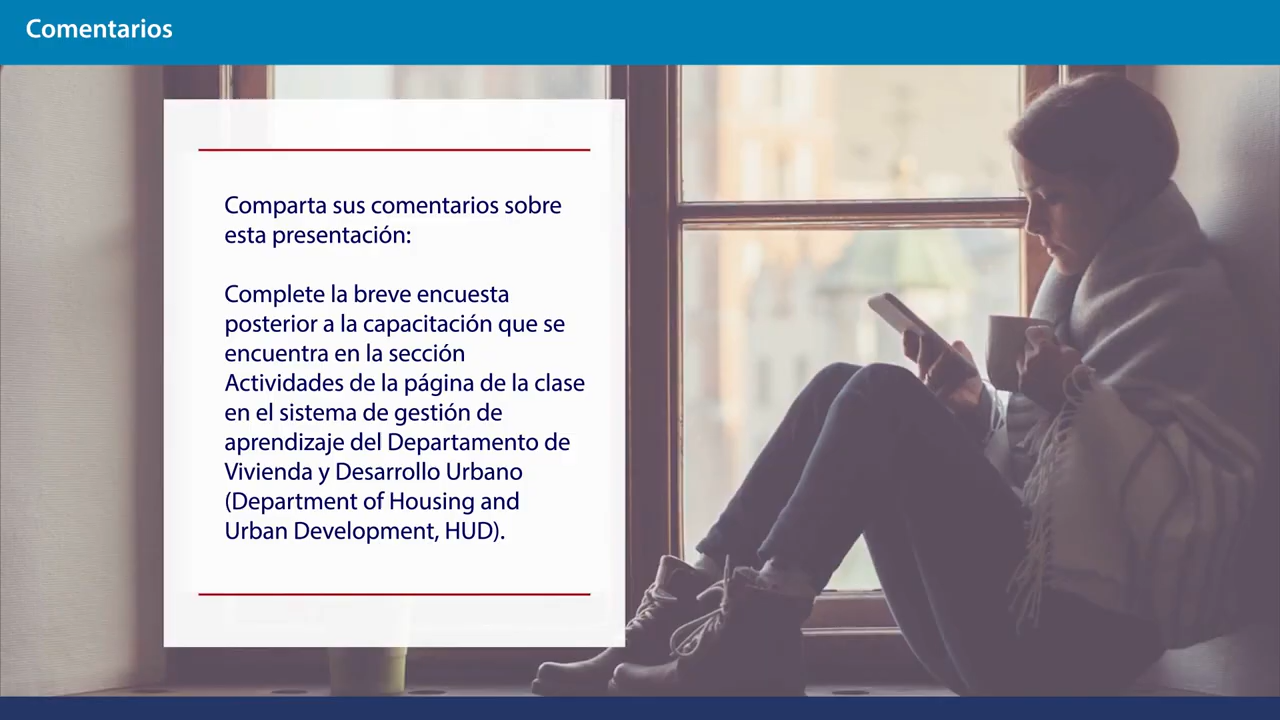 Comentarios
Comparta sus comentarios sobre
esta presentación:
Complete la breve encuesta
posterior a la capacitación que se
encuentra en la sección
Actividades de la página de la clase
en el sistema de gestión de
aprendizaje del Departamento de
Vivienda y Desarrollo Urbano
(Department of Housing and
Urban Development, HUD).